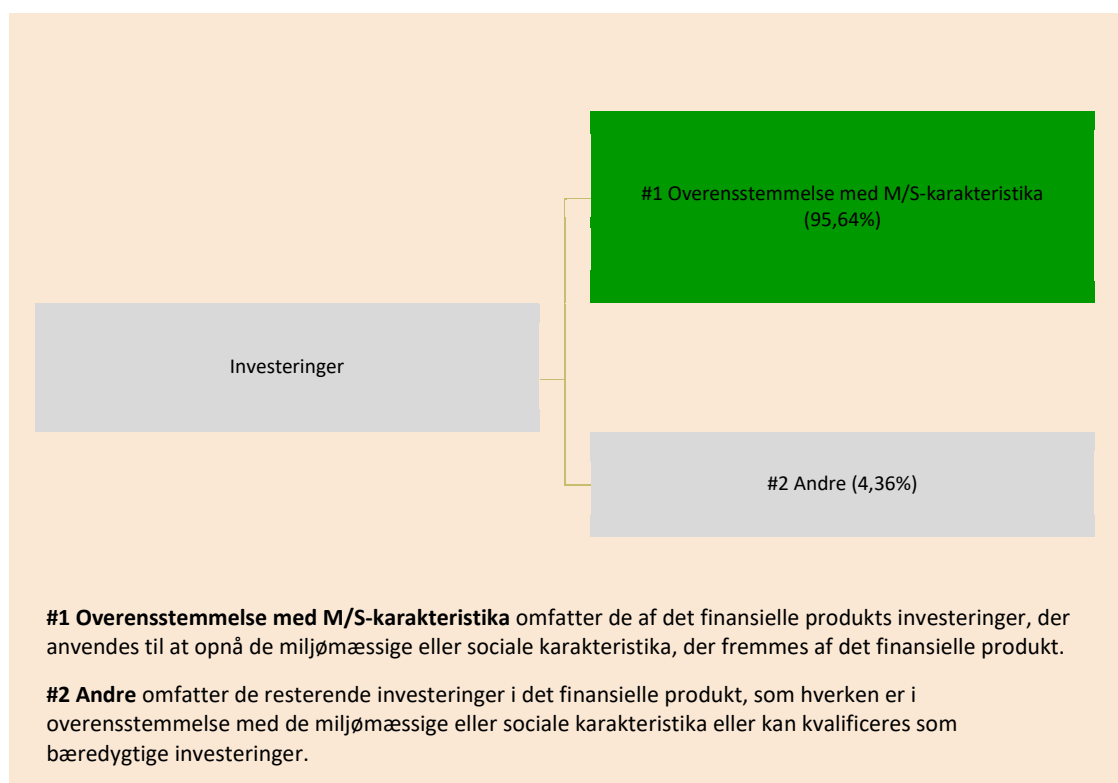 #1 Overensstemmelse med M/S-karakteristika
(95,64%)
Investeringer
#2 Andre (4,36%)
#1 Overensstemmelse med M/S-karakteristika omfatter de af det finansielle produkts investeringer, der
anvendes til at opnå de miljømæssige eller sociale karakteristika, der fremmes af det finansielle produkt.
#2 Andre omfatter de resterende investeringer i det finansielle produkt, som hverken er i
overensstemmelse med de miljømæssige eller sociale karakteristika eller kan kvalificeres som
bæredygtige investeringer.